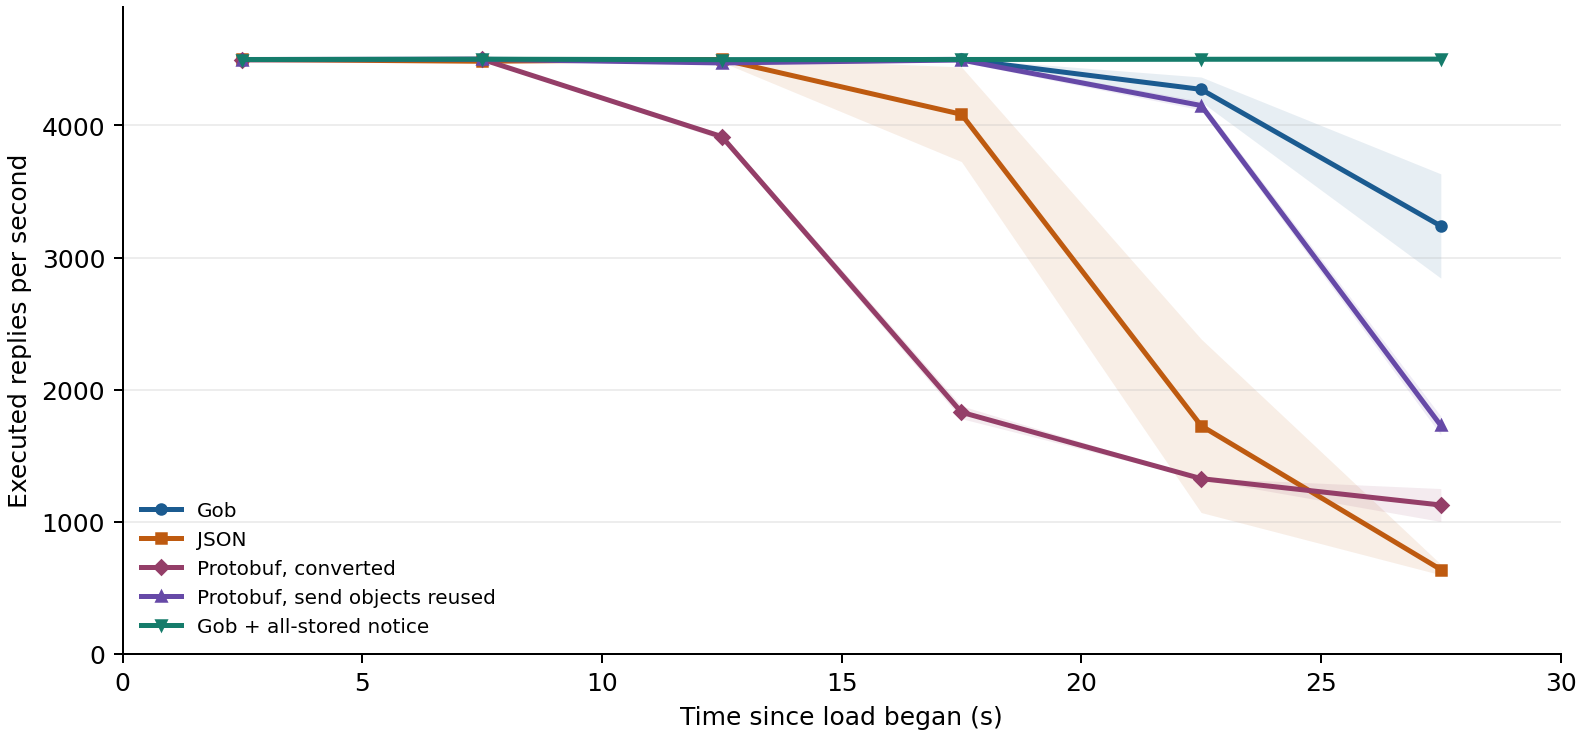 Executed replies per second
4000
3000
2000
1000
0
Gob
JSON
Protobuf, converted
Protobuf, send objects reused
Gob + all-stored notice
0 5 10 15 20 25 30
Time since load began (s)